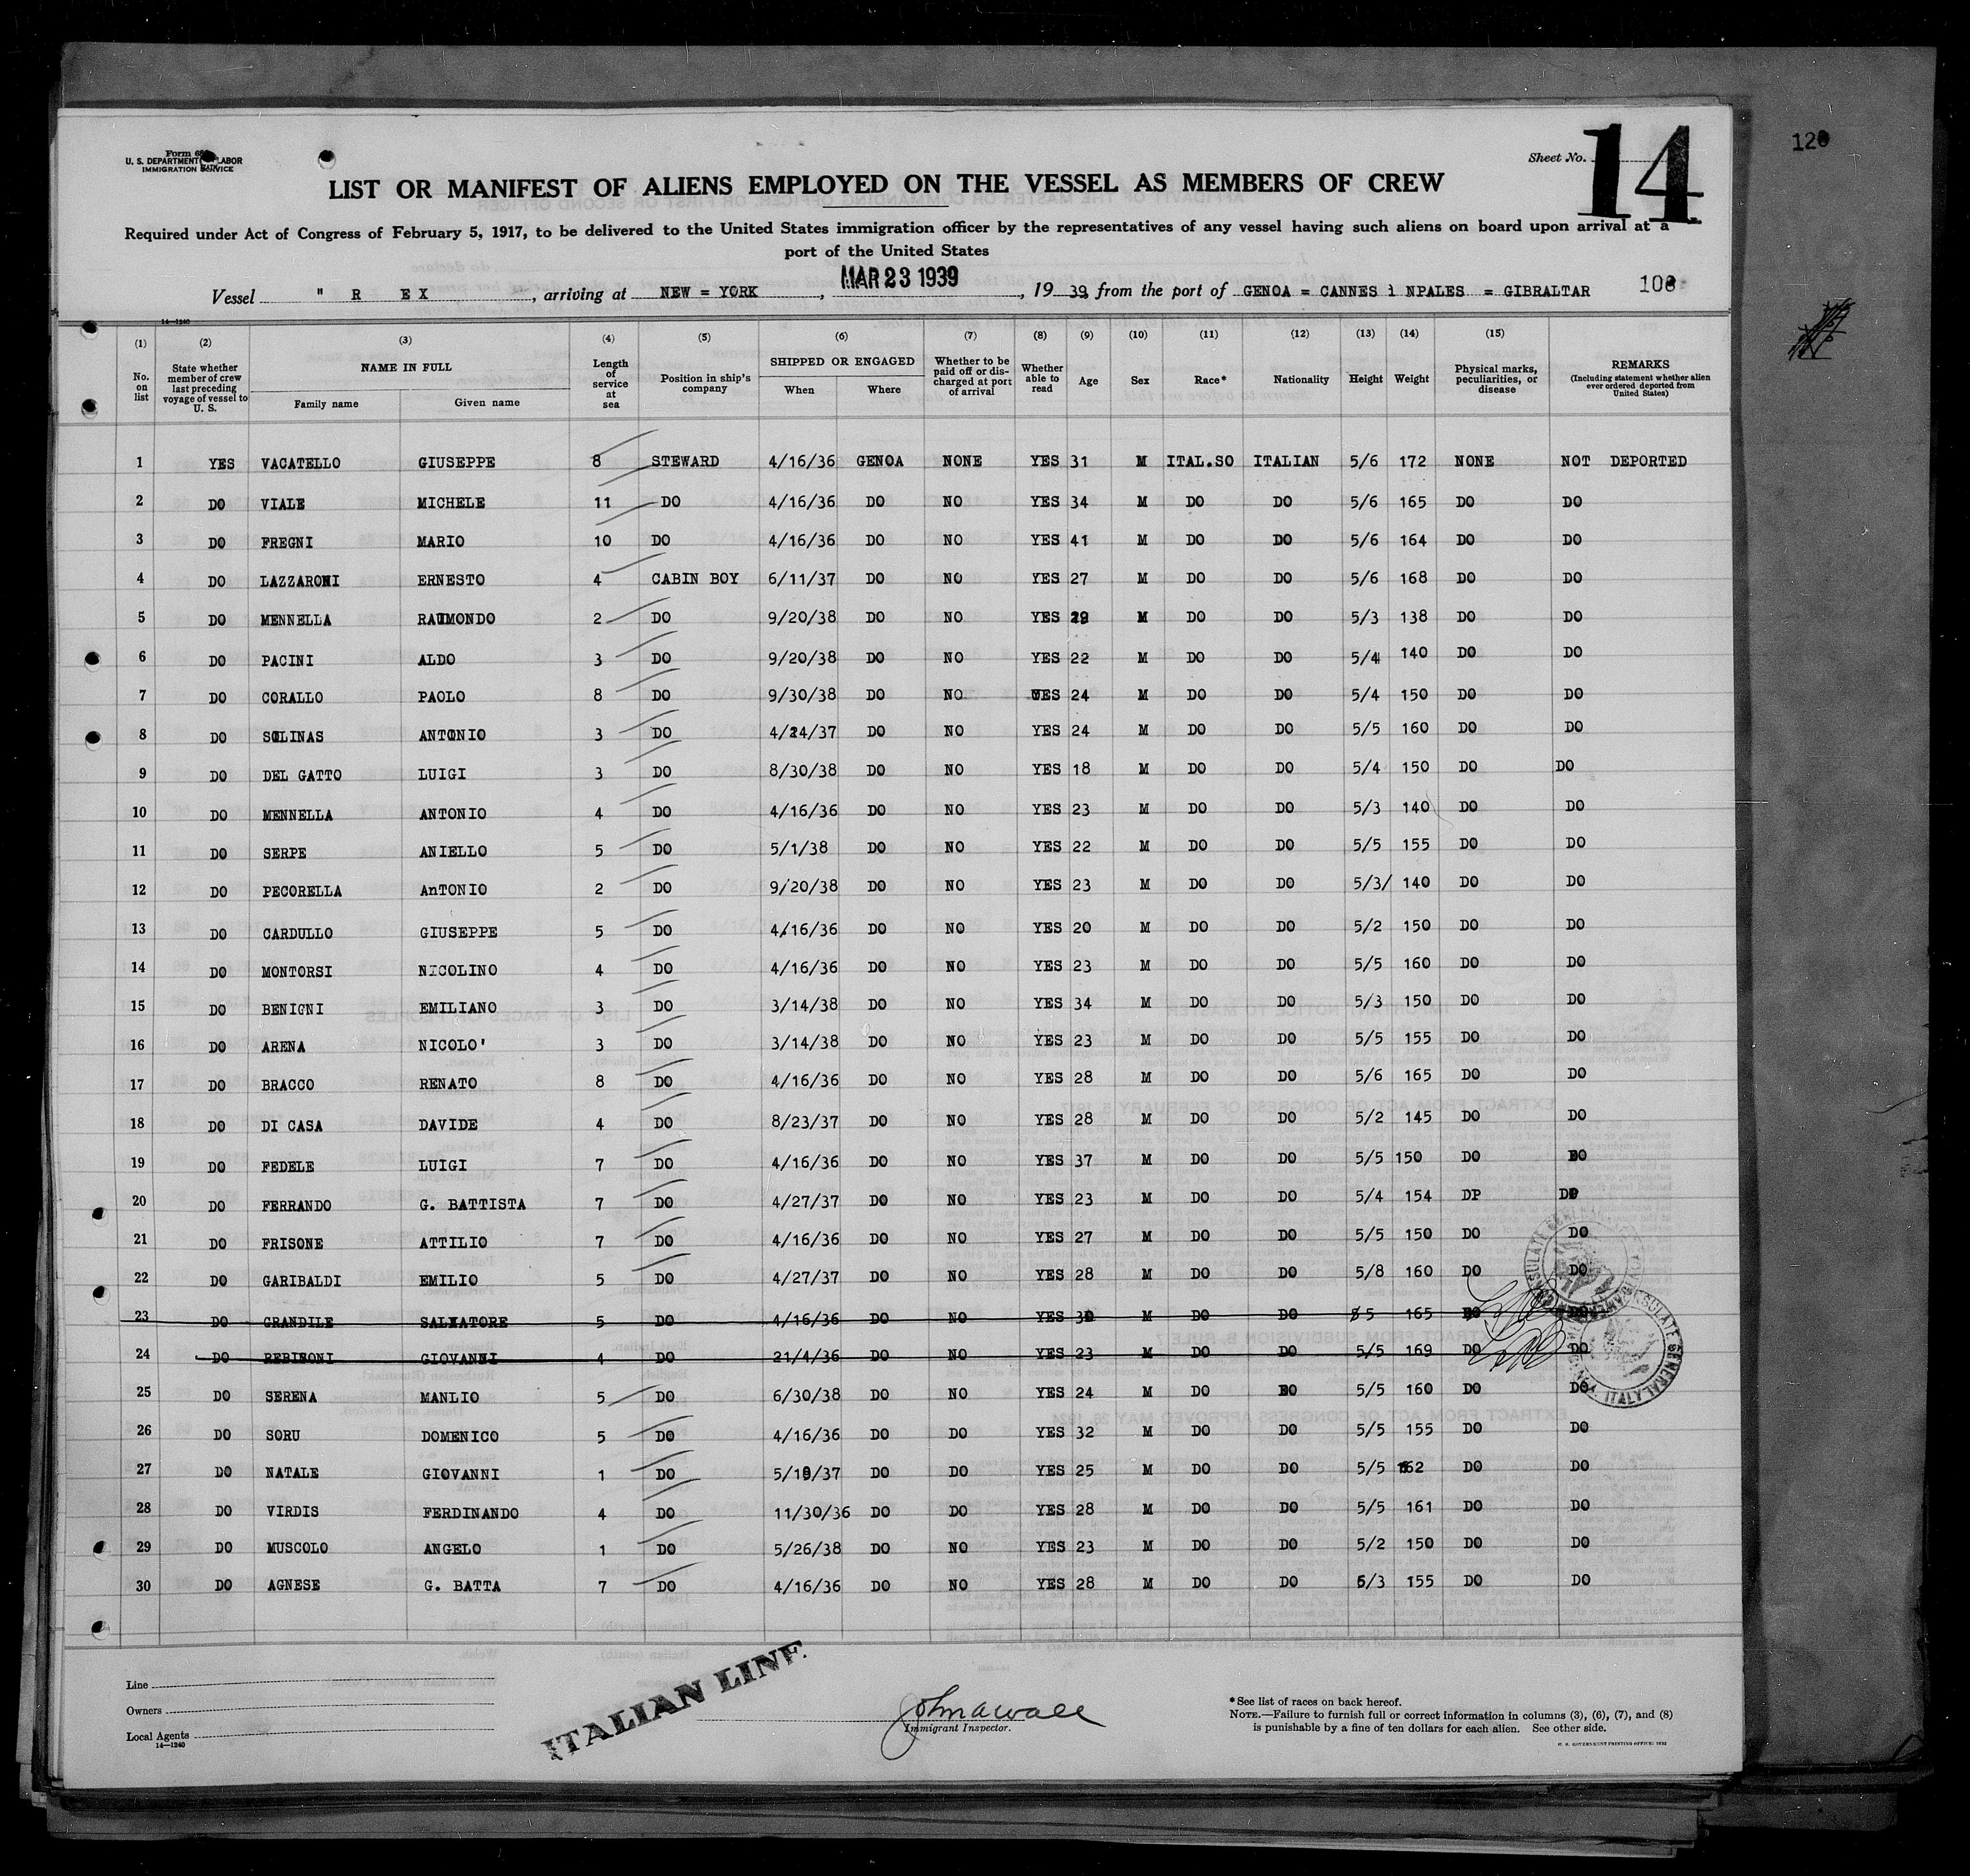 120
Form 68
U. S. DEPARTMENT LABOR
IMMIGRATION SERVICE
Sheet No. 14
LIST OR MANIFEST OF ALIENS EMPLOYED ON THE VESSEL AS MEMBERS OF CREW
Required under Act of Congress of February 5, 1917, to be delivered to the United States immigration officer by the representatives of any vessel having such aliens on board upon arrival at a
port of the United States
Vessel " R EX , arriving at NEW = YORK , MAR 23 1939 , 19 39, from the port of GENOA = CANNES NPALES = GIBRALTAR
14—1240
(1) (2) (3) (4) (5) (6) (7) (8) (9) (10) (11) (12) (13) (14) (15)
No. on list State whether member of crew last preceding voyage of vessel to U. S. NAME IN FULL Family name Given name Length of service at sea Position in ship's company SHIPPED OR ENGAGED When Where Whether to be paid off or discharged at port of arrival Whether able to read Age Sex Race* Nationality Height Weight Physical marks, peculiarities, or disease REMARKS (Including statement whether alien ever ordered deported from United States)
1 YES VACATELLO GIUSEPPE 8 STEWARD 4/16/36 GENOA NONE YES 31 M ITAL.SO ITALIAN 5/6 172 NONE NOT DEPORTED
2 DO VIALE MICHELE 11 DO 4/16/36 DO NO YES 34 M DO DO 5/6 165 DO DO
3 DO FREGNI MARIO 10 DO 4/16/36 DO NO YES 41 M DO DO 5/6 164 DO DO
4 DO LAZZARONI ERNESTO 4 CABIN BOY 6/11/37 DO NO YES 27 M DO DO 5/6 168 DO DO
5 DO MENNELLA RAIMONDO 2 DO 9/20/38 DO NO YES 29 M DO DO 5/3 138 DO DO
6 DO PACINI ALDO 3 DO 9/20/38 DO NO YES 22 M DO DO 5/4 140 DO DO
7 DO CORALLO PAOLO 8 DO 9/30/38 DO NO YES 24 M DO DO 5/4 150 DO DO
8 DO SOLINAS ANTONIO 3 DO 4/24/37 DO NO YES 24 M DO DO 5/5 160 DO DO
9 DO DEL GATTO LUIGI 3 DO 8/30/38 DO NO YES 18 M DO DO 5/4 150 DO DO
10 DO MENNELLA ANTONIO 4 DO 4/16/36 DO NO YES 23 M DO DO 5/3 140 DO DO
11 DO SERPE ANIELLO 5 DO 5/1/38 DO NO YES 22 M DO DO 5/5 155 DO DO
12 DO PECORELLA AnTONIO 2 DO 9/20/38 DO NO YES 23 M DO DO 5/3/ 140 DO DO
13 DO CARDULLO GIUSEPPE 5 DO 4/16/36 DO NO YES 20 M DO DO 5/2 150 DO DO
14 DO MONTORSI NICOLINO 4 DO 4/16/36 DO NO YES 23 M DO DO 5/5 160 DO DO
15 DO BENIGNI EMILIANO 3 DO 3/14/38 DO NO YES 34 M DO DO 5/3 150 DO DO
16 DO ARENA NICOLO' 3 DO 3/14/38 DO NO YES 23 M DO DO 5/5 155 DO DO
17 DO BRACCO RENATO 8 DO 4/16/36 DO NO YES 28 M DO DO 5/6 165 DO DO
18 DO DI CASA DAVIDE 4 DO 8/23/37 DO NO YES 28 M DO DO 5/2 145 DO DO
19 DO FEDELE LUIGI 7 DO 4/16/36 DO NO YES 37 M DO DO 5/5 150 DO DO
20 DO FERRANDO G. BATTISTA 7 DO 4/27/37 DO NO YES 23 M DO DO 5/4 154 DP DO
21 DO FRISONE ATTILIO 7 DO 4/16/36 DO NO YES 27 M DO DO 5/5 150 DO DO
22 DO GARIBALDI EMILIO 5 DO 4/27/37 DO NO YES 28 M DO DO 5/8 160 DO DO
23 DO GRANDILE SALVATORE 5 DO 4/16/36 DO NO YES M DO DO 5 165 DO DO
24 DO GIOVANNI 4 DO 21/4/36 DO NO YES 23 M DO DO 5/5 169 DO DO
25 DO SERENA MANLIO 5 DO 6/30/38 DO NO YES 24 M DO DO 5/5 160 DO DO
26 DO SORU DOMENICO 5 DO 4/16/36 DO DO YES 32 M DO DO 5/5 155 DO DO
27 DO NATALE GIOVANNI 1 DO 5/19/37 DO DO YES 25 M DO DO 5/5 162 DO DO
28 DO VIRDIS FERDINANDO 4 DO 11/30/36 DO DO YES 28 M DO DO 5/5 161 DO DO
29 DO MUSCOLO ANGELO 1 DO 5/26/38 DO NO YES 23 M DO DO 5/2 150 DO DO
30 DO AGNESE G. BATTA 7 DO 4/16/36 DO NO YES 28 M DO DO 5/3 155 DO DO
Line
Owners
Local Agents
14—1240
ITALIAN LINE
John a wall
Immigrant Inspector.
*See list of races on back hereof.
NOTE.—Failure to furnish full or correct information in columns (3), (6), (7), and (8)
is punishable by a fine of ten dollars for each alien. See other side.
U. S. GOVERNMENT PRINTING OFFICE: 1932